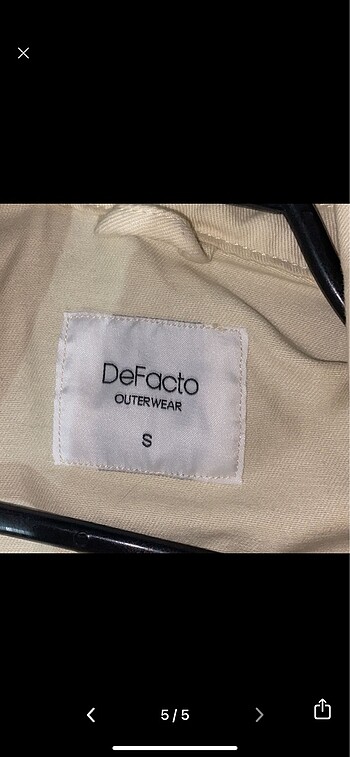 DeFacto
OUTERWEAR
S
5/5